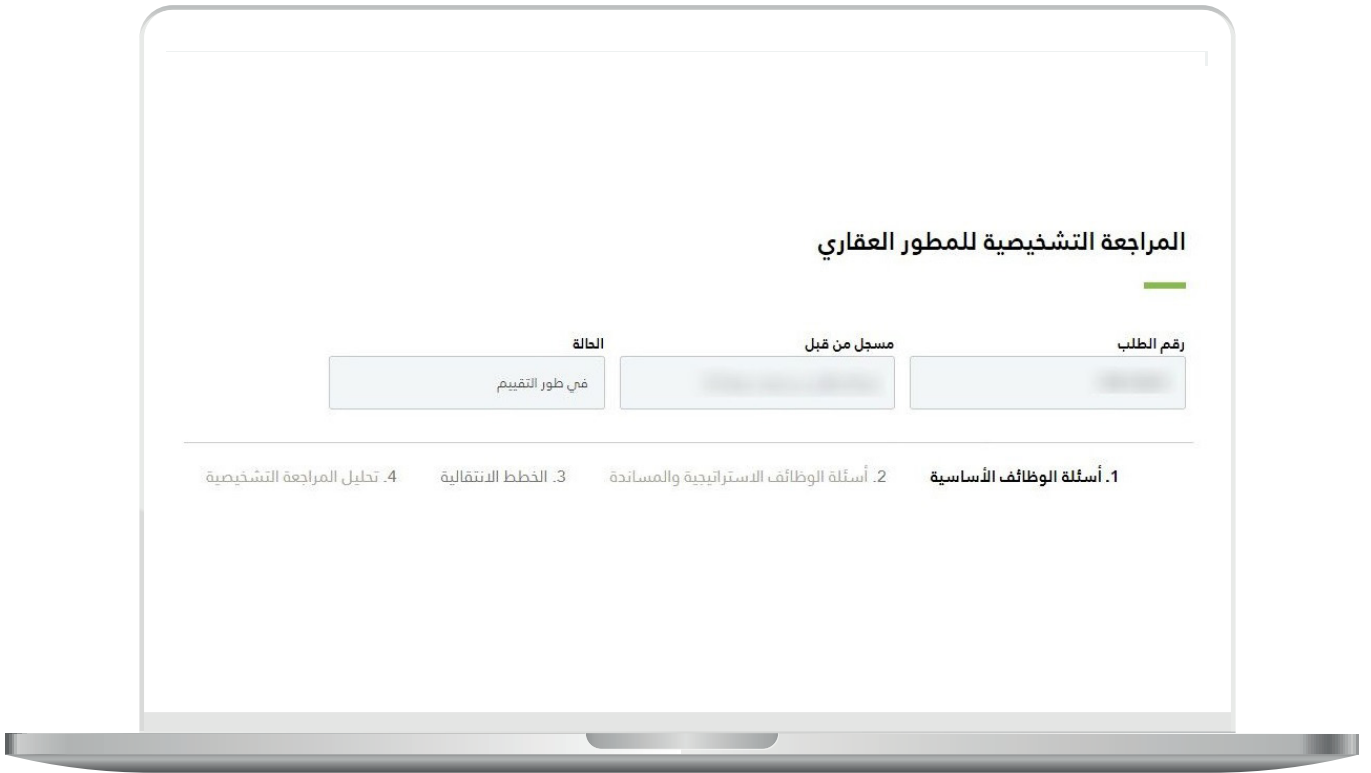 المراجعة التشخيصية للمطور العقاري
رقم الطلب
مسجل من قبل
الحالة
في طور التقييم
1. أسئلة الوظائف الأساسية
2. أسئلة الوظائف الاستراتيجية والمساندة
3. الخطط الانتقالية
4. تحليل المراجعة التشخيصية